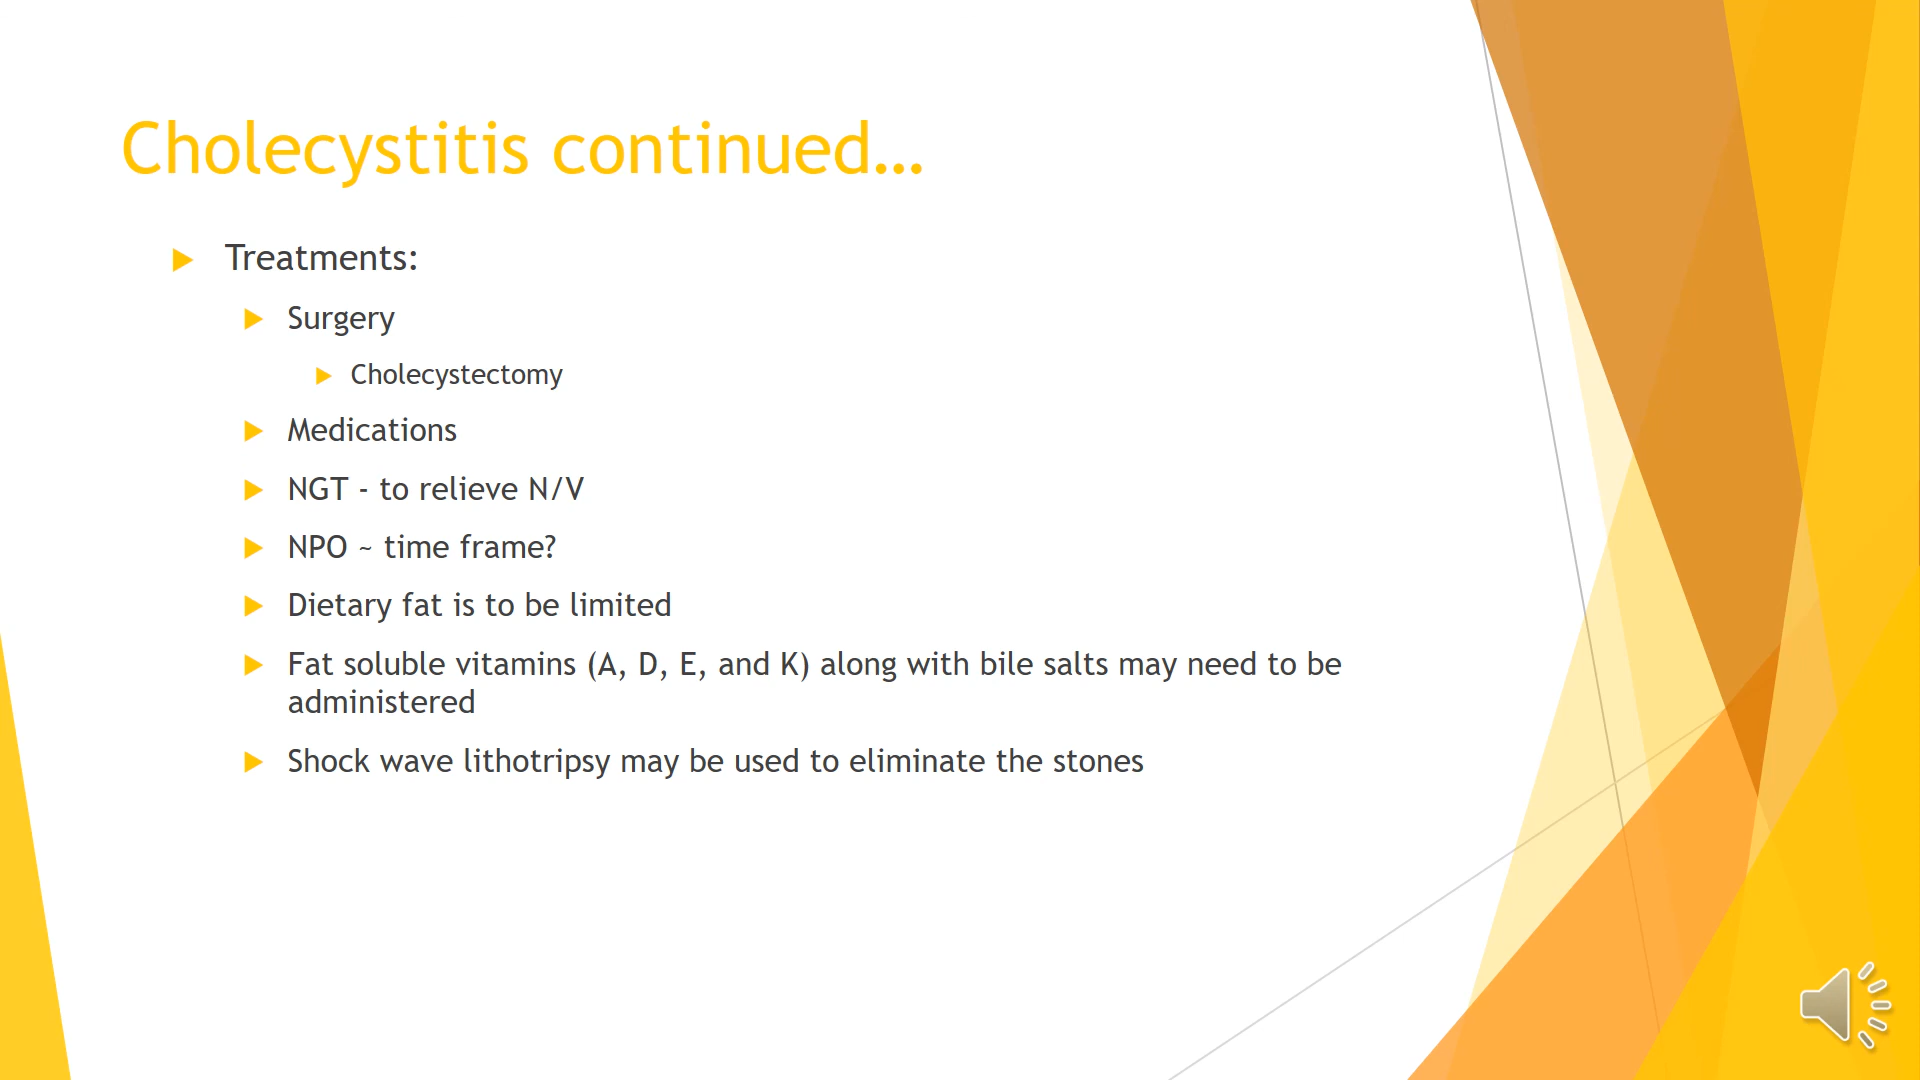 Cholecystitis continued...
Treatments:
Surgery
Cholecystectomy
Medications
NGT - to relieve N/V
NPO ~ time frame?
Dietary fat is to be limited
Fat soluble vitamins (A, D, E, and K) along with bile salts may need to be
administered
Shock wave lithotripsy may be used to eliminate the stones